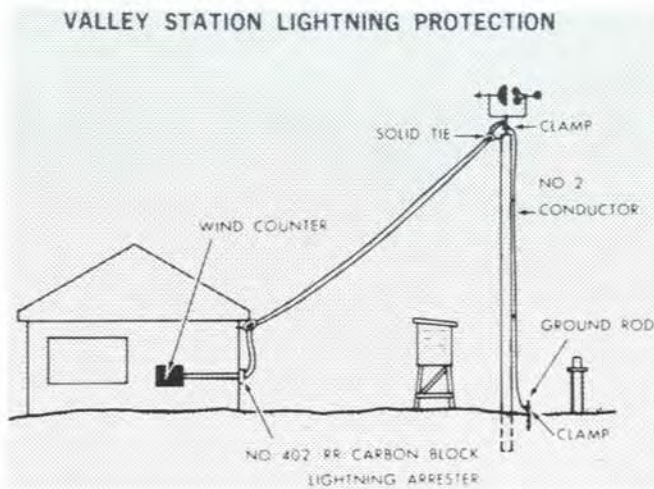 VALLEY STATION LIGHTNING PROTECTION
SOLID TIE
CLAMP
NO 2
CONDUCTOR
WIND COUNTER
GROUND ROD
CLAMP
NO 402 RR CARBON BLOCK
LIGHTNING ARRESTER